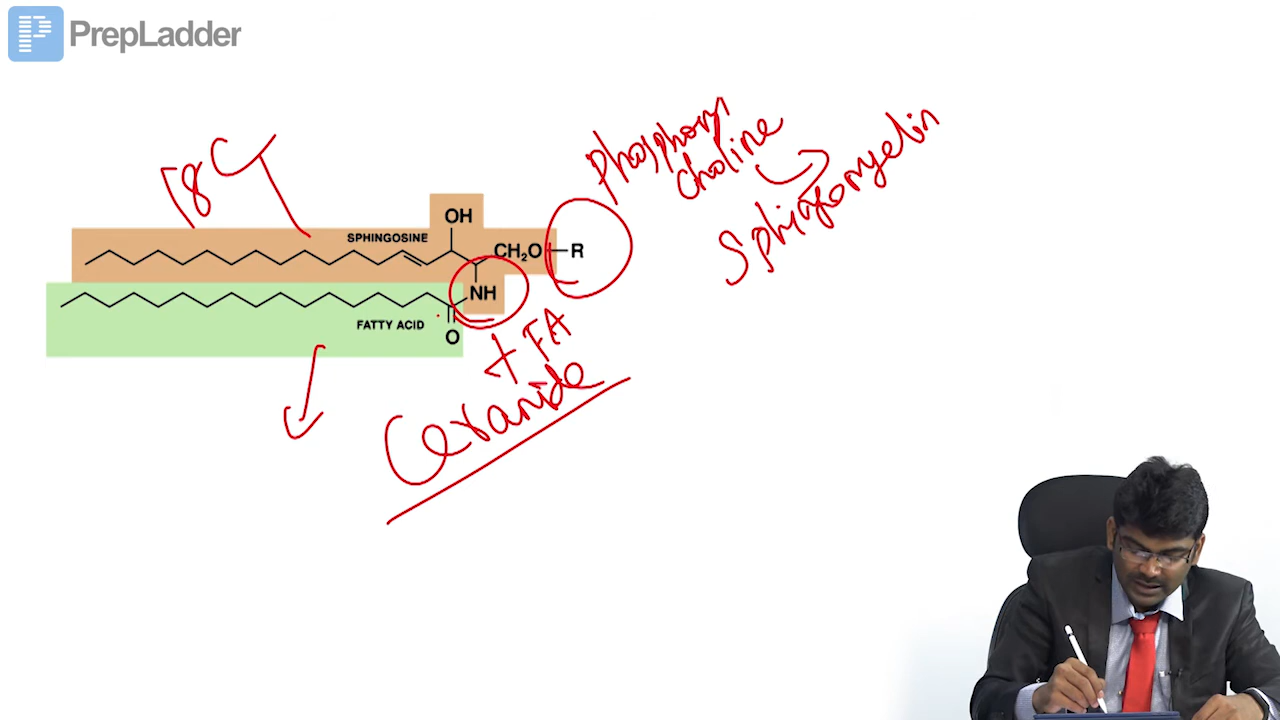 PrepLadder
18C
Phosphoryl
choline
Sphingomyelin
OH
SPHINGOSINE
CH2O
R
NH
FATTY ACID
O
+ FA
Ceramide